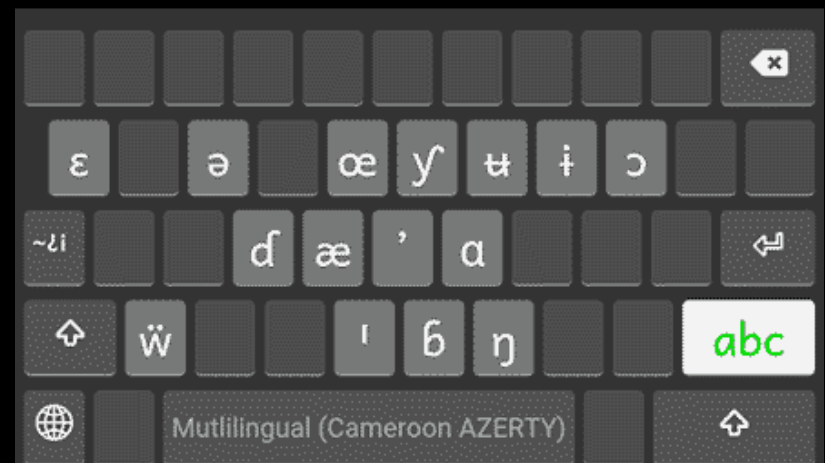 ɛ ə œ ƴ ʉ ɨ ɔ
~¿¡ ɗ æ ʼ ɑ
ẅ ˈ ɓ ŋ abc
Mutlilingual (Cameroon AZERTY)